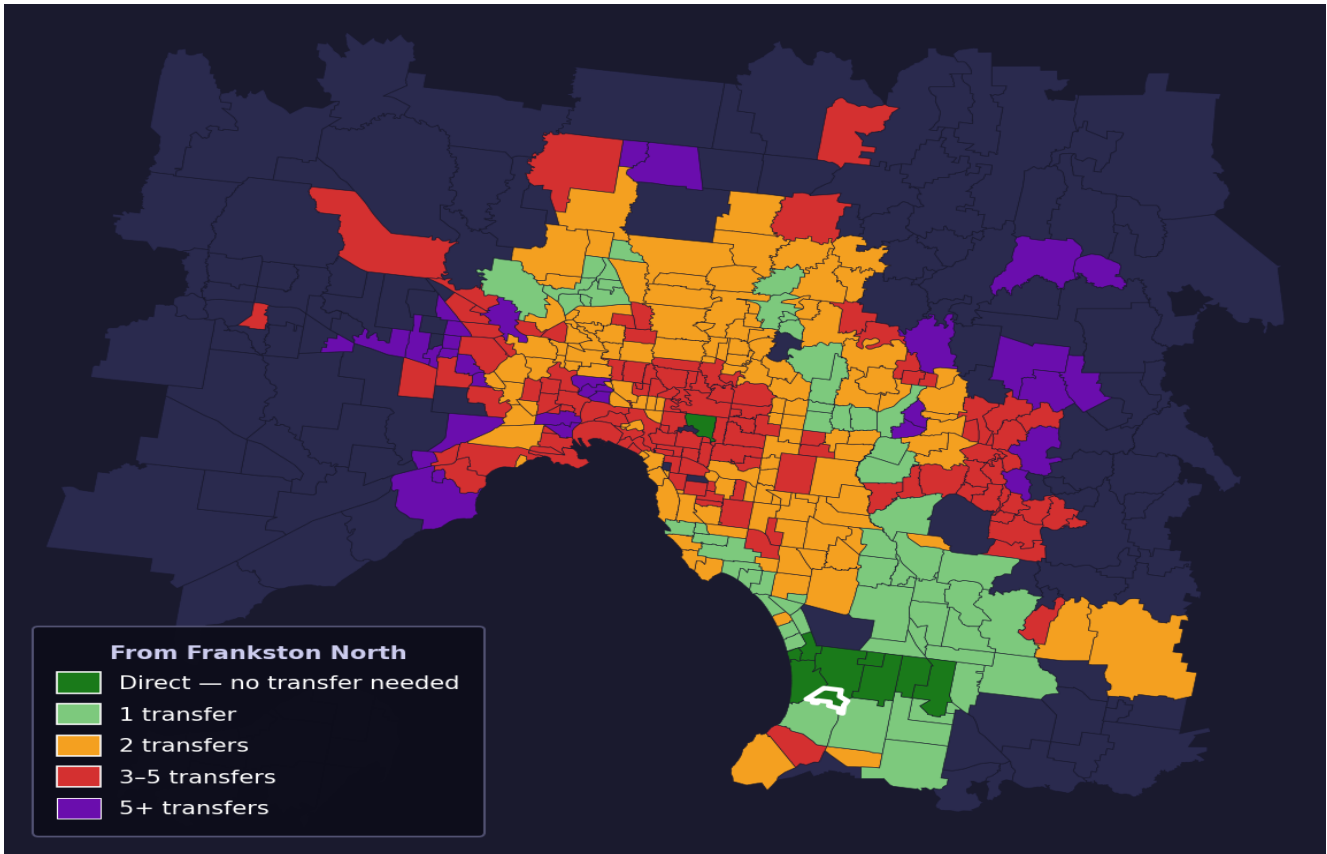 From Frankston North
Direct — no transfer needed
1 transfer
2 transfers
3–5 transfers
5+ transfers